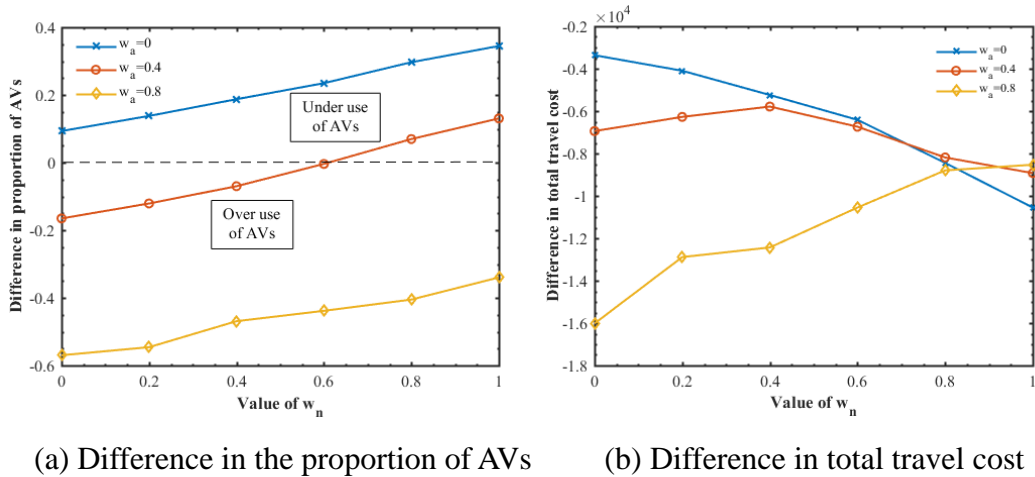 0.4
0.2
0
-0.2
-0.4
-0.6
0
0.2
0.4
0.6
0.8
1
Difference in proportion of AVs
Value of w_n
w_a=0
w_a=0.4
w_a=0.8
Under use
of AVs
Over use
of AVs
×10^4
-0.2
-0.4
-0.6
-0.8
-1
-1.2
-1.4
-1.6
-1.8
0
0.2
0.4
0.6
0.8
1
Difference in total travel cost
Value of w_n
w_a=0
w_a=0.4
w_a=0.8
(a) Difference in the proportion of AVs
(b) Difference in total travel cost